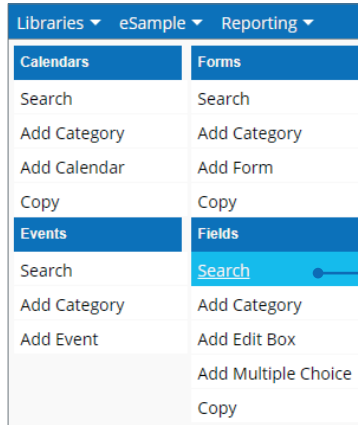 Libraries eSample Reporting
Calendars
Search
Add Category
Add Calendar
Copy
Events
Search
Add Category
Add Event
Forms
Search
Add Category
Add Form
Copy
Fields
Search
Add Category
Add Edit Box
Add Multiple Choice
Copy